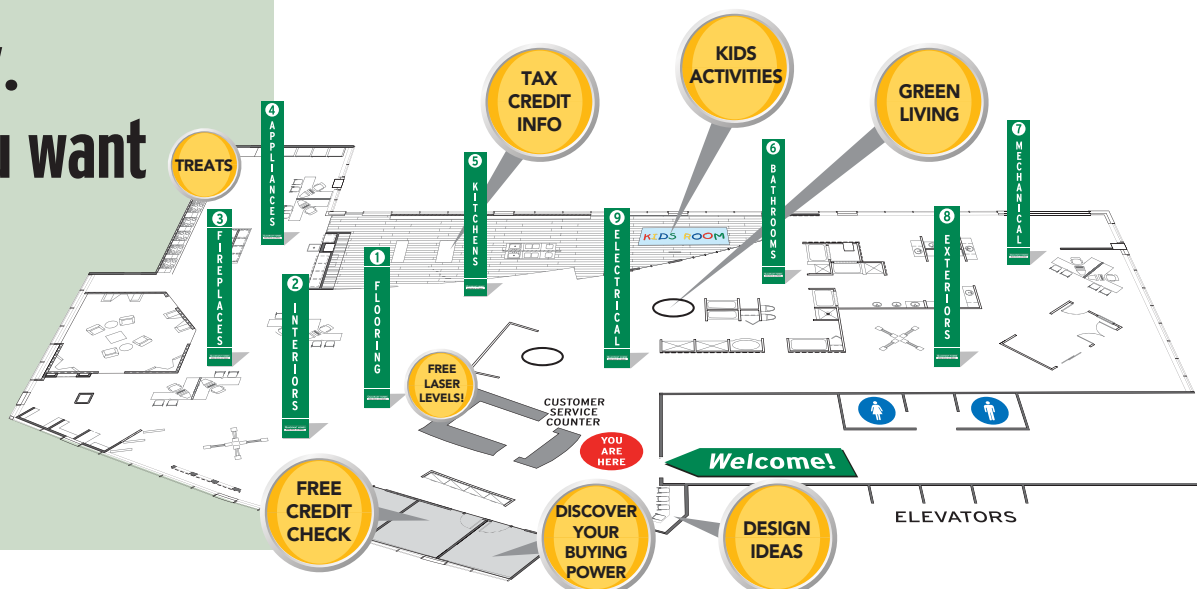 .
u want
TREATS
4
APPLIANCES
TAX
CREDIT
INFO
KIDS
ACTIVITIES
GREEN
LIVING
7
MECHANICAL
3
FIREPLACES
5
KITCHENS
6
BATHROOMS
9
ELECTRICAL
KIDS ROOM
8
EXTERIORS
1
FLOORING
2
INTERIORS
FREE
LASER
LEVELS!
CUSTOMER
SERVICE
COUNTER
YOU
ARE
HERE
Welcome!
FREE
CREDIT
CHECK
DISCOVER
YOUR
BUYING
POWER
DESIGN
IDEAS
ELEVATORS